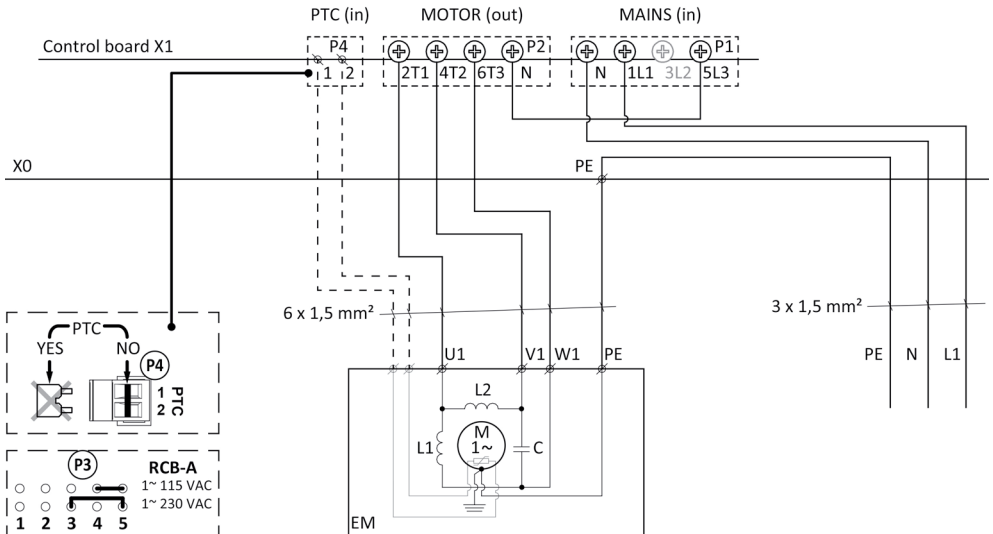 PTC (in) MOTOR (out) MAINS (in)
Control board X1
P4 P2 P1
1 2 2T1 4T2 6T3 N N 1L1 3L2 5L3
X0 PE
6 x 1,5 mm² 3 x 1,5 mm²
PTC
YES NO P4
1
2
PTC
U1 V1 W1 PE
PE N L1
L2
L1 M C
1~
EM
P3 RCB-A
1~ 115 VAC
1~ 230 VAC
1 2 3 4 5